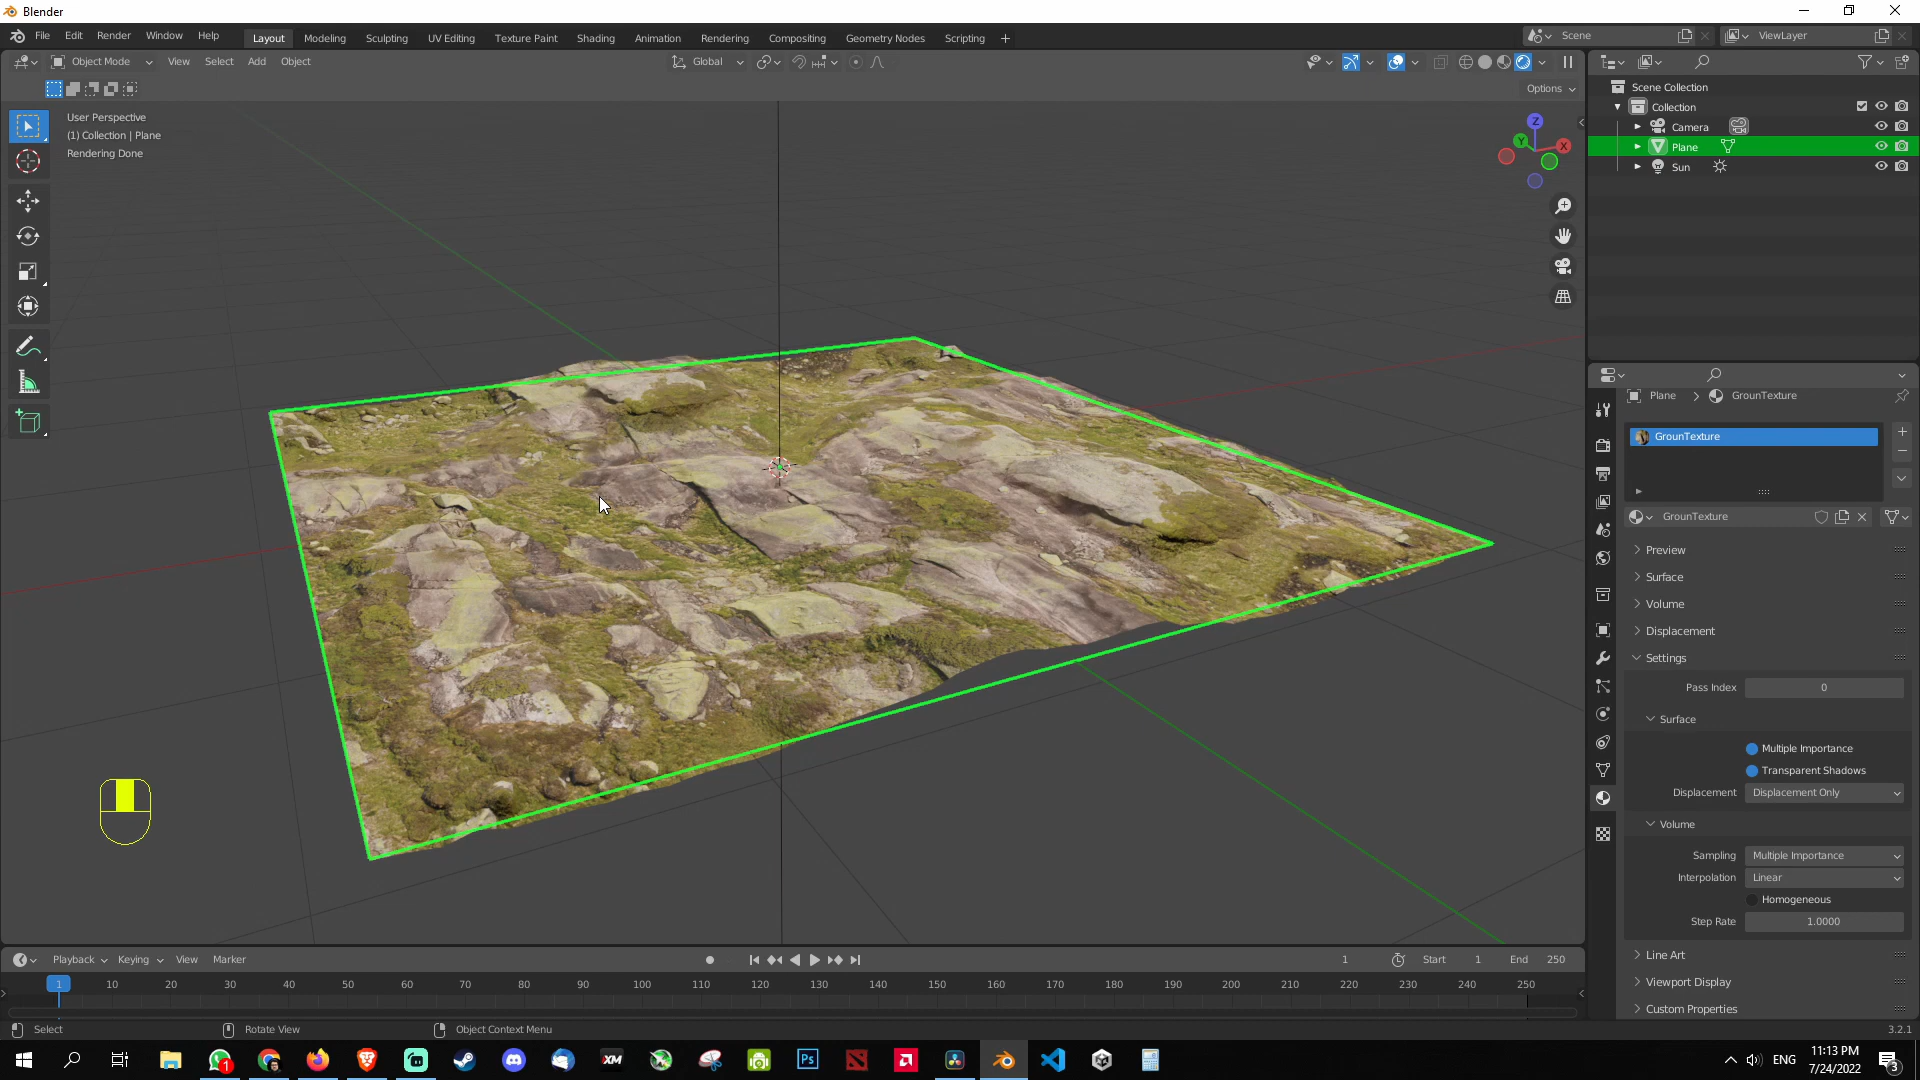 Blender
File Edit Render Window Help Layout Modeling Sculpting UV Editing Texture Paint Shading Animation Rendering Compositing Geometry Nodes Scripting + Scene ViewLayer
Object Mode View Select Add Object Global
Options
User Perspective
(1) Collection | Plane
Rendering Done
Z
Y
X
Scene Collection
Collection
Camera
Plane
Sun
Plane > GrounTexture
GrounTexture
GrounTexture
Preview
Surface
Volume
Displacement
Settings
Pass Index 0
Surface
Multiple Importance
Transparent Shadows
Displacement Displacement Only
Volume
Sampling Multiple Importance
Interpolation Linear
Homogeneous
Step Rate 1.0000
Line Art
Viewport Display
Custom Properties
Playback Keying View Marker 1 Start 1 End 250
1 10 20 30 40 50 60 70 80 90 100 110 120 130 140 150 160 170 180 190 200 210 220 230 240 250
Select Rotate View Object Context Menu 3.2.1
1 XM Ps ENG 11:13 PM
7/24/2022 3